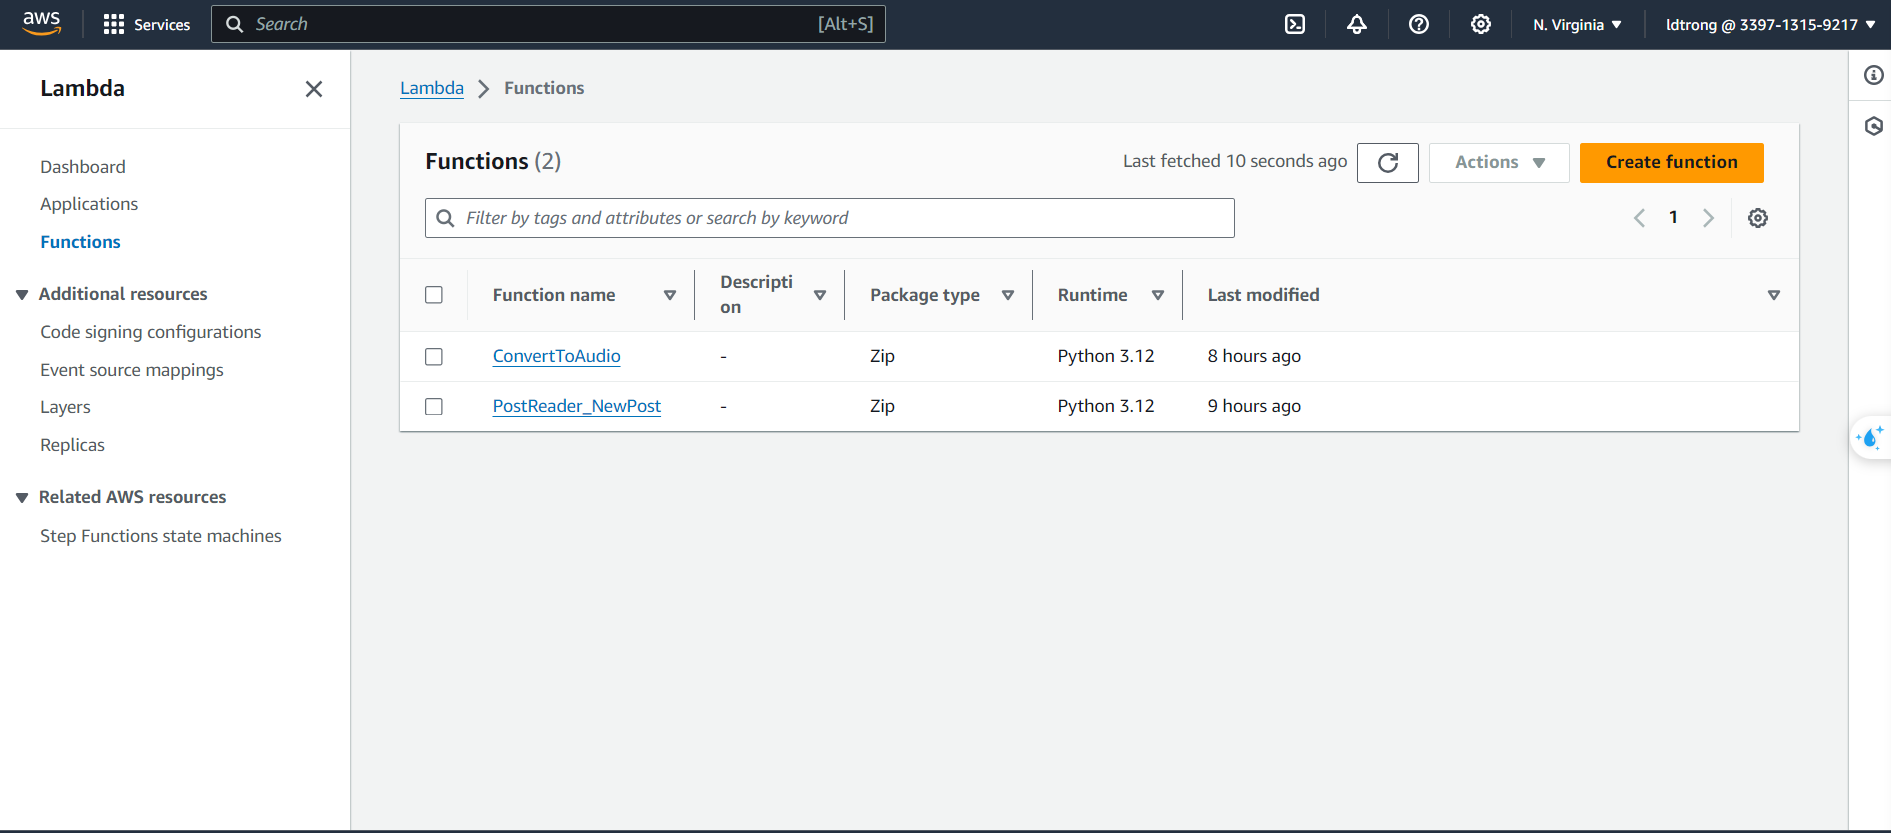 aws Services Search [Alt+S] N. Virginia ldtrong @ 3397-1315-9217
Lambda
Dashboard
Applications
Functions
Additional resources
Code signing configurations
Event source mappings
Layers
Replicas
Related AWS resources
Step Functions state machines
Lambda Functions
Functions (2) Last fetched 10 seconds ago Actions Create function
Filter by tags and attributes or search by keyword 1
Function name Descripti
on Package type Runtime Last modified
ConvertToAudio - Zip Python 3.12 8 hours ago
PostReader_NewPost - Zip Python 3.12 9 hours ago